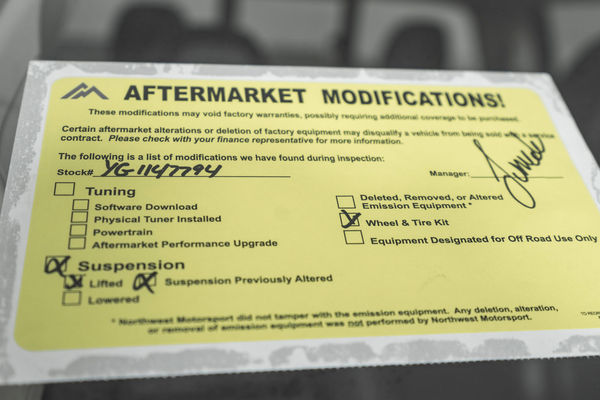 AFTERMARKET MODIFICATIONS!
These modifications may void factory warranties, possibly requiring additional coverage to be purchased.
Certain aftermarket alterations or deletion of factory equipment may disqualify a vehicle from being sold with a service
contract. Please check with your finance representative for more information.
The following is a list of modifications we have found during inspection:
Stock# YG1147794
Manager:
Tuning
Software Download
Physical Tuner Installed
Powertrain
Aftermarket Performance Upgrade
Deleted, Removed, or Altered
Emission Equipment *
Wheel & Tire Kit
Equipment Designated for Off Road Use Only
Suspension
Lifted Suspension Previously Altered
Lowered
* Northwest Motorsport did not tamper with the emission equipment. Any deletion, alteration,
or removal of emission equipment was not performed by Northwest Motorsport.